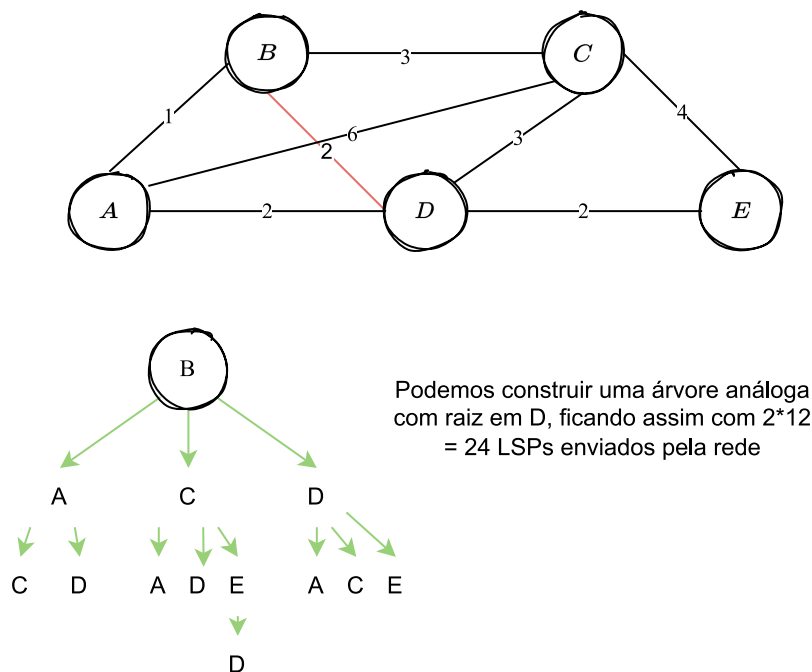 B
3
C
1
6
2
3
4
A
2
D
2
E
B
Podemos construir uma árvore análoga
com raiz em D, ficando assim com 2*12
= 24 LSPs enviados pela rede
A C D
C D A D E A C E
D